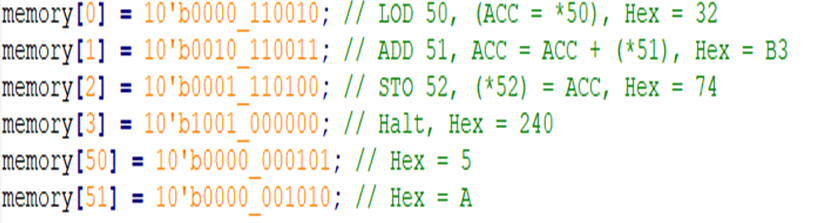 memory[0] = 10'b0000_110010; // LOD 50, (ACC = *50), Hex = 32
memory[1] = 10'b0010_110011; // ADD 51, ACC = ACC + (*51), Hex = B3
memory[2] = 10'b0001_110100; // STO 52, (*52) = ACC, Hex = 74
memory[3] = 10'b1001_000000; // Halt, Hex = 240
memory[50] = 10'b0000_000101; // Hex = 5
memory[51] = 10'b0000_001010; // Hex = A